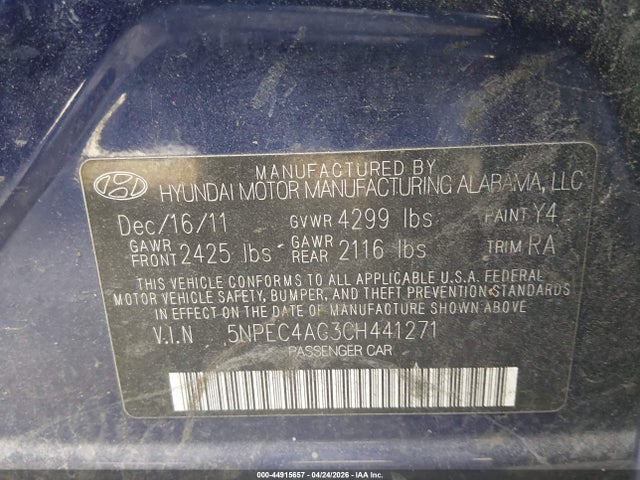 MANUFACTURED BY
HYUNDAI MOTOR MANUFACTURING ALABAMA, LLC
Dec/16/11 GVWR 4299 lbs PAINT Y4
GAWR FRONT 2425 lbs GAWR REAR 2116 lbs TRIM RA
THIS VEHICLE CONFORMS TO ALL APPLICABLE U.S.A. FEDERAL
MOTOR VEHICLE SAFETY, BUMPER, AND THEFT PREVENTION STANDARDS
IN EFFECT ON THE DATE OF MANUFACTURE SHOWN ABOVE
V.I.N 5NPEC4AG3CH441271
PASSENGER CAR
000-44915657 - 04/24/2026 - IAA Inc.